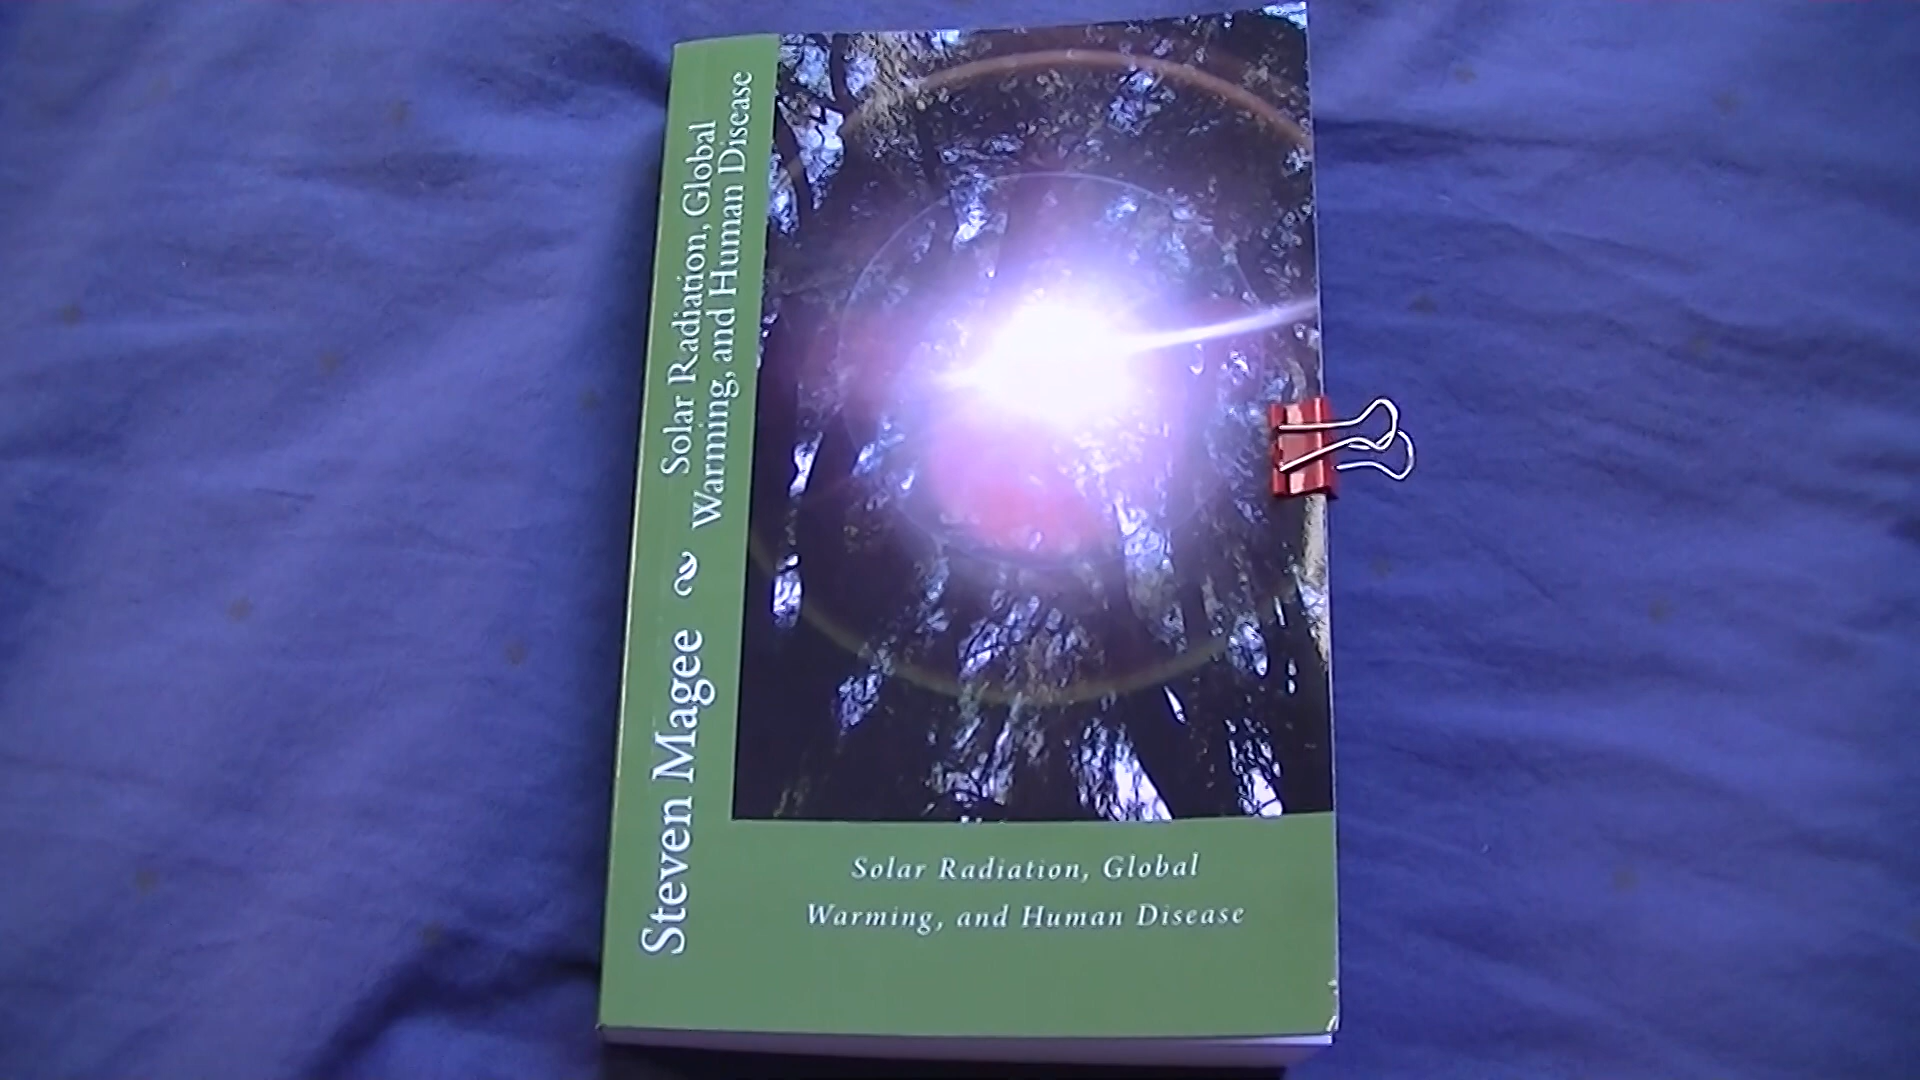 Steven Magee
Solar Radiation, Global
Warming, and Human Disease
Solar Radiation, Global
Warming, and Human Disease